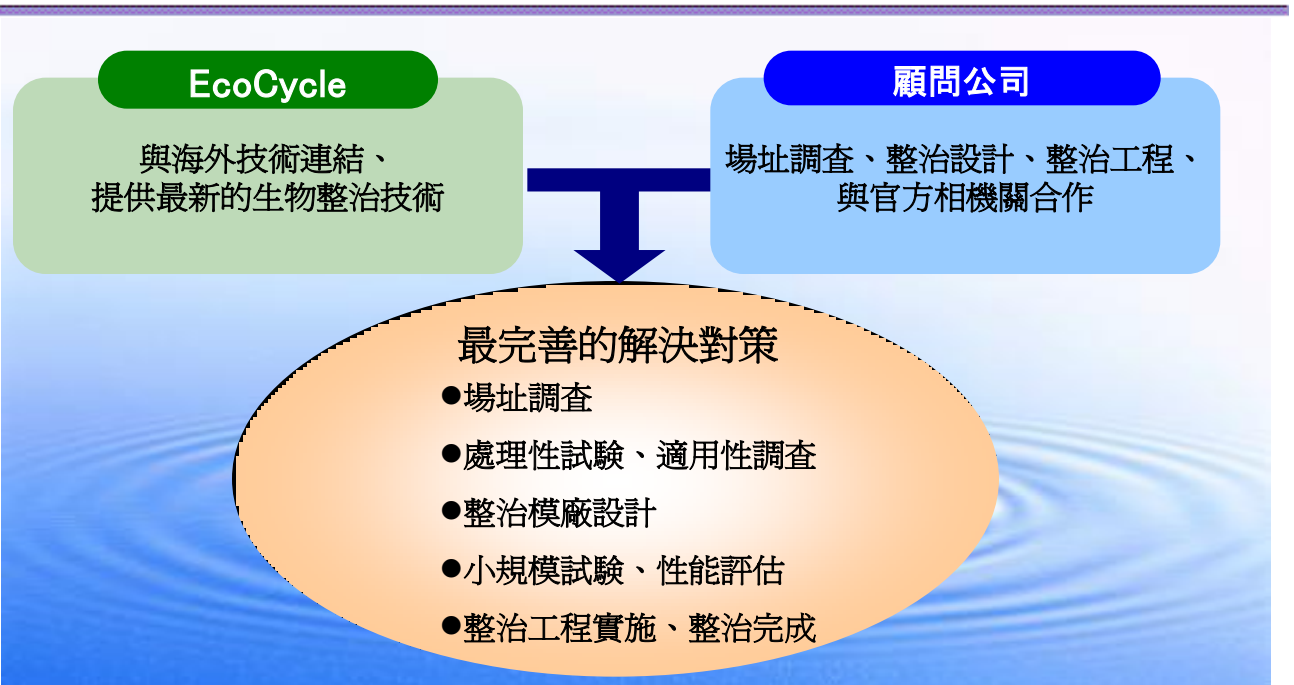 EcoCycle
與海外技術連結、
提供最新的生物整治技術
顧問公司
場址調查、整治設計、整治工程、
與官方相機關合作
最完善的解決對策
●場址調查
●處理性試験、適用性調查
●整治模廠設計
●小規模試験、性能評估
●整治工程實施、整治完成